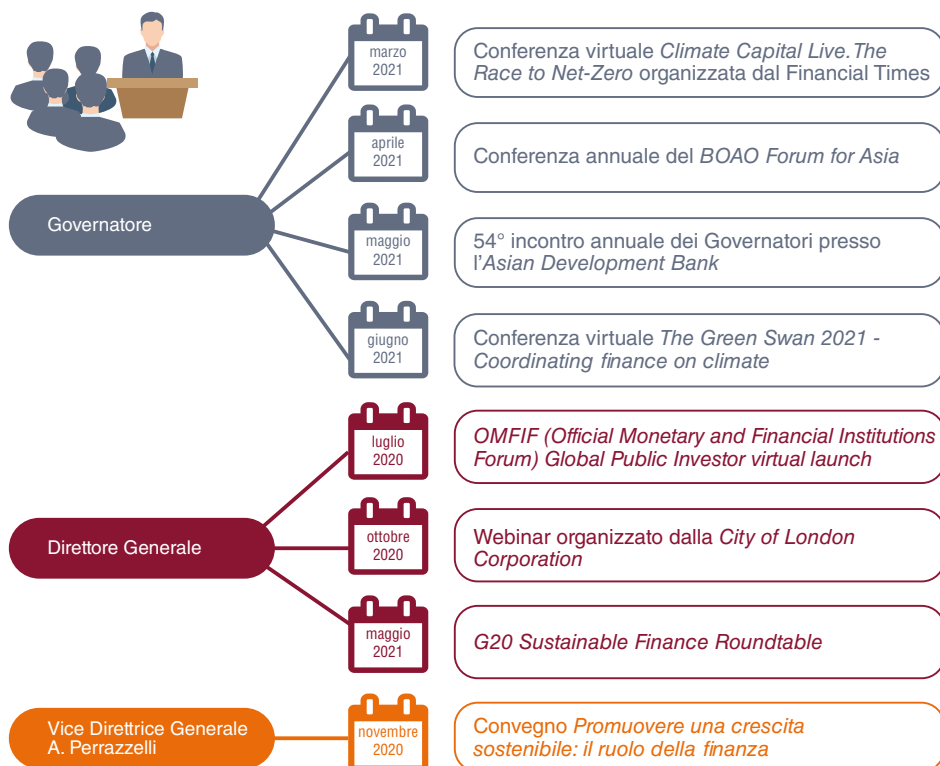 marzo
2021
Conferenza virtuale Climate Capital Live. The
Race to Net-Zero organizzata dal Financial Times
aprile
2021
Conferenza annuale del BOAO Forum for Asia
Governatore
maggio
2021
54° incontro annuale dei Governatori presso
l'Asian Development Bank
giugno
2021
Conferenza virtuale The Green Swan 2021 -
Coordinating finance on climate
luglio
2020
OMFIF (Official Monetary and Financial Institutions
Forum) Global Public Investor virtual launch
Direttore Generale
ottobre
2020
Webinar organizzato dalla City of London
Corporation
maggio
2021
G20 Sustainable Finance Roundtable
Vice Direttrice Generale
A. Perrazzelli
novembre
2020
Convegno Promuovere una crescita
sostenibile: il ruolo della finanza